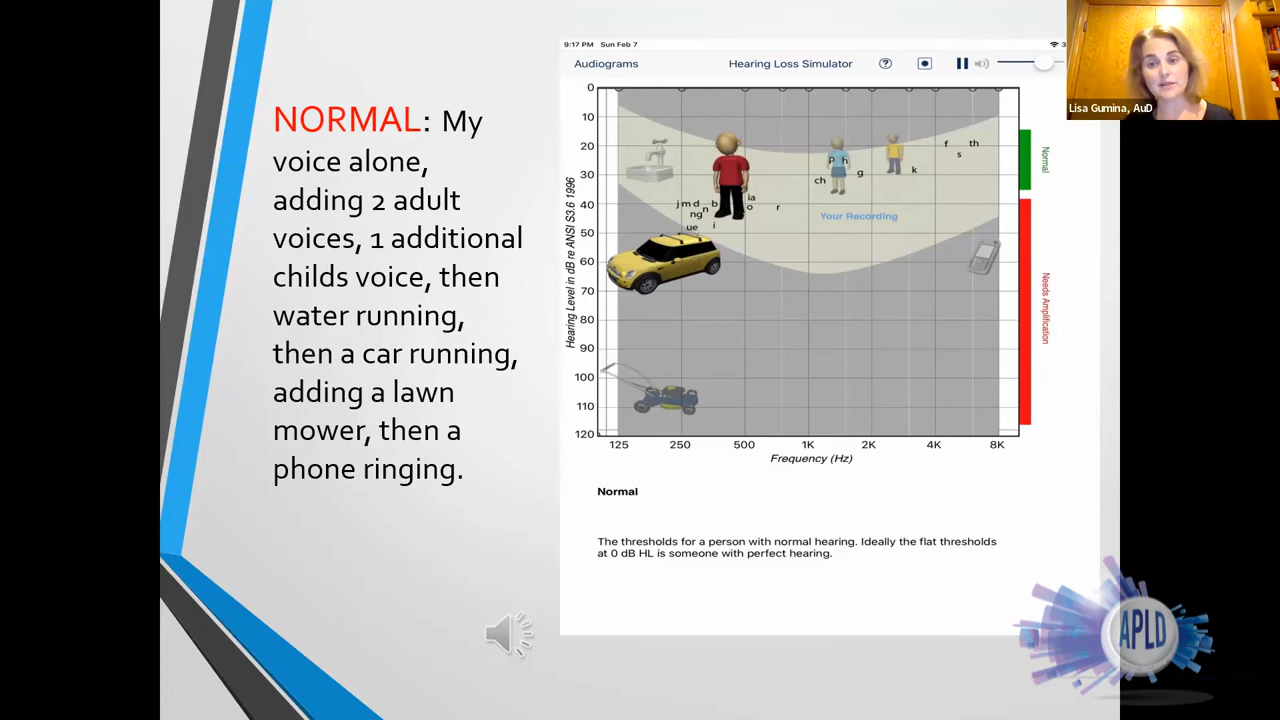 NORMAL: My
voice alone,
adding 2 adult
voices, 1 additional
childs voice, then
water running,
then a car running,
adding a lawn
mower, then a
phone ringing.
9:17 PM Sun Feb 7
Audiograms
Hearing Loss Simulator
Lisa Gumina, AuD
Hearing Level in dB re ANSI S3.6 1996
0
10
20
30
40
50
60
70
80
90
100
110
120
f th
s
p h
ch g k
j m d b
ng n
ue i
ia
o r
Your Recording
Normal
Needs Amplification
125 250 500 1K 2K 4K 8K
Frequency (Hz)
Normal
The thresholds for a person with normal hearing. Ideally the flat thresholds
at 0 dB HL is someone with perfect hearing.
APLD